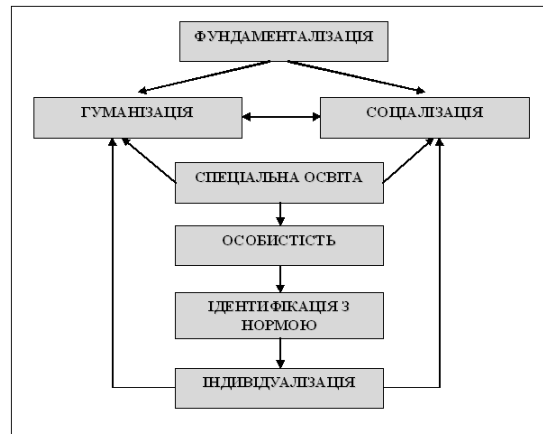 ФУНДАМЕНТАЛІЗАЦІЯ
ГУМАНІЗАЦІЯ
СОЦІАЛІЗАЦІЯ
СПЕЦІАЛЬНА ОСВІТА
ОСОБИСТІСТЬ
ІДЕНТИФІКАЦІЯ З
НОРМОЮ
ІНДИВІДУАЛІЗАЦІЯ